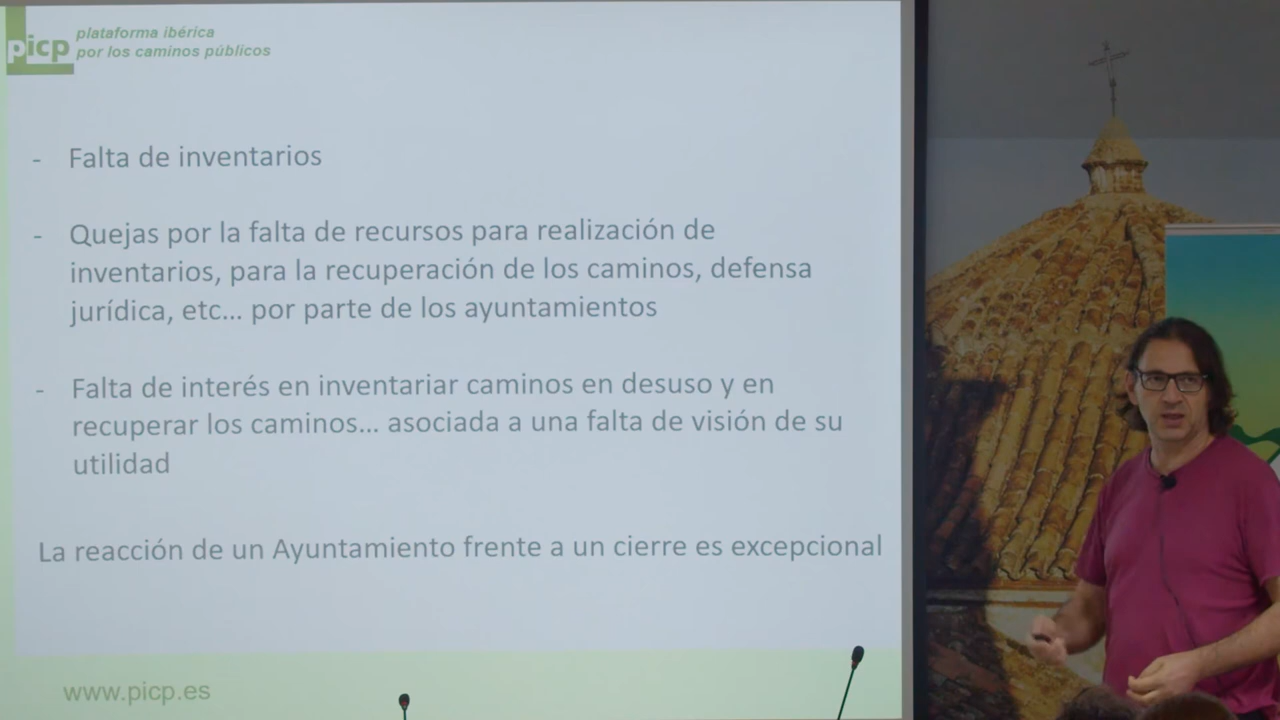 picp
plataforma ibérica
por los caminos públicos
- Falta de inventarios
- Quejas por la falta de recursos para realización de
inventarios, para la recuperación de los caminos, defensa
jurídica, etc... por parte de los ayuntamientos
- Falta de interés en inventariar caminos en desuso y en
recuperar los caminos... asociada a una falta de visión de su
utilidad
La reacción de un Ayuntamiento frente a un cierre es excepcional
www.picp.es